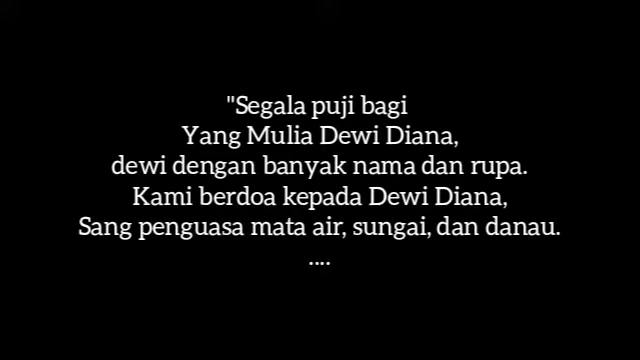 "Segala puji bagi
Yang Mulia Dewi Diana,
dewi dengan banyak nama dan rupa.
Kami berdoa kepada Dewi Diana,
Sang penguasa mata air, sungai, dan danau.
....